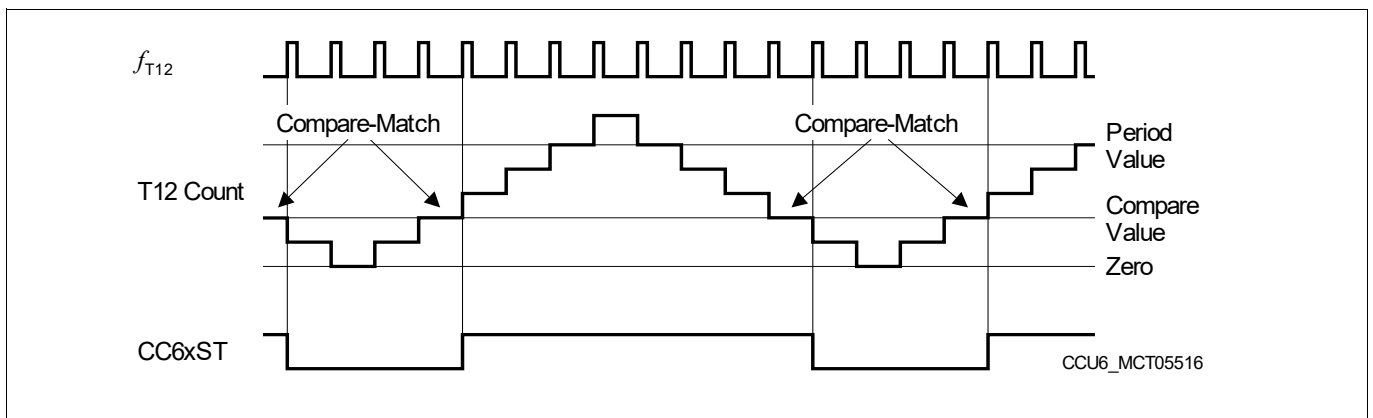 fT12
Compare-Match
Compare-Match
Period
Value
T12 Count
Compare
Value
Zero
CC6xST
CCU6_MCT05516